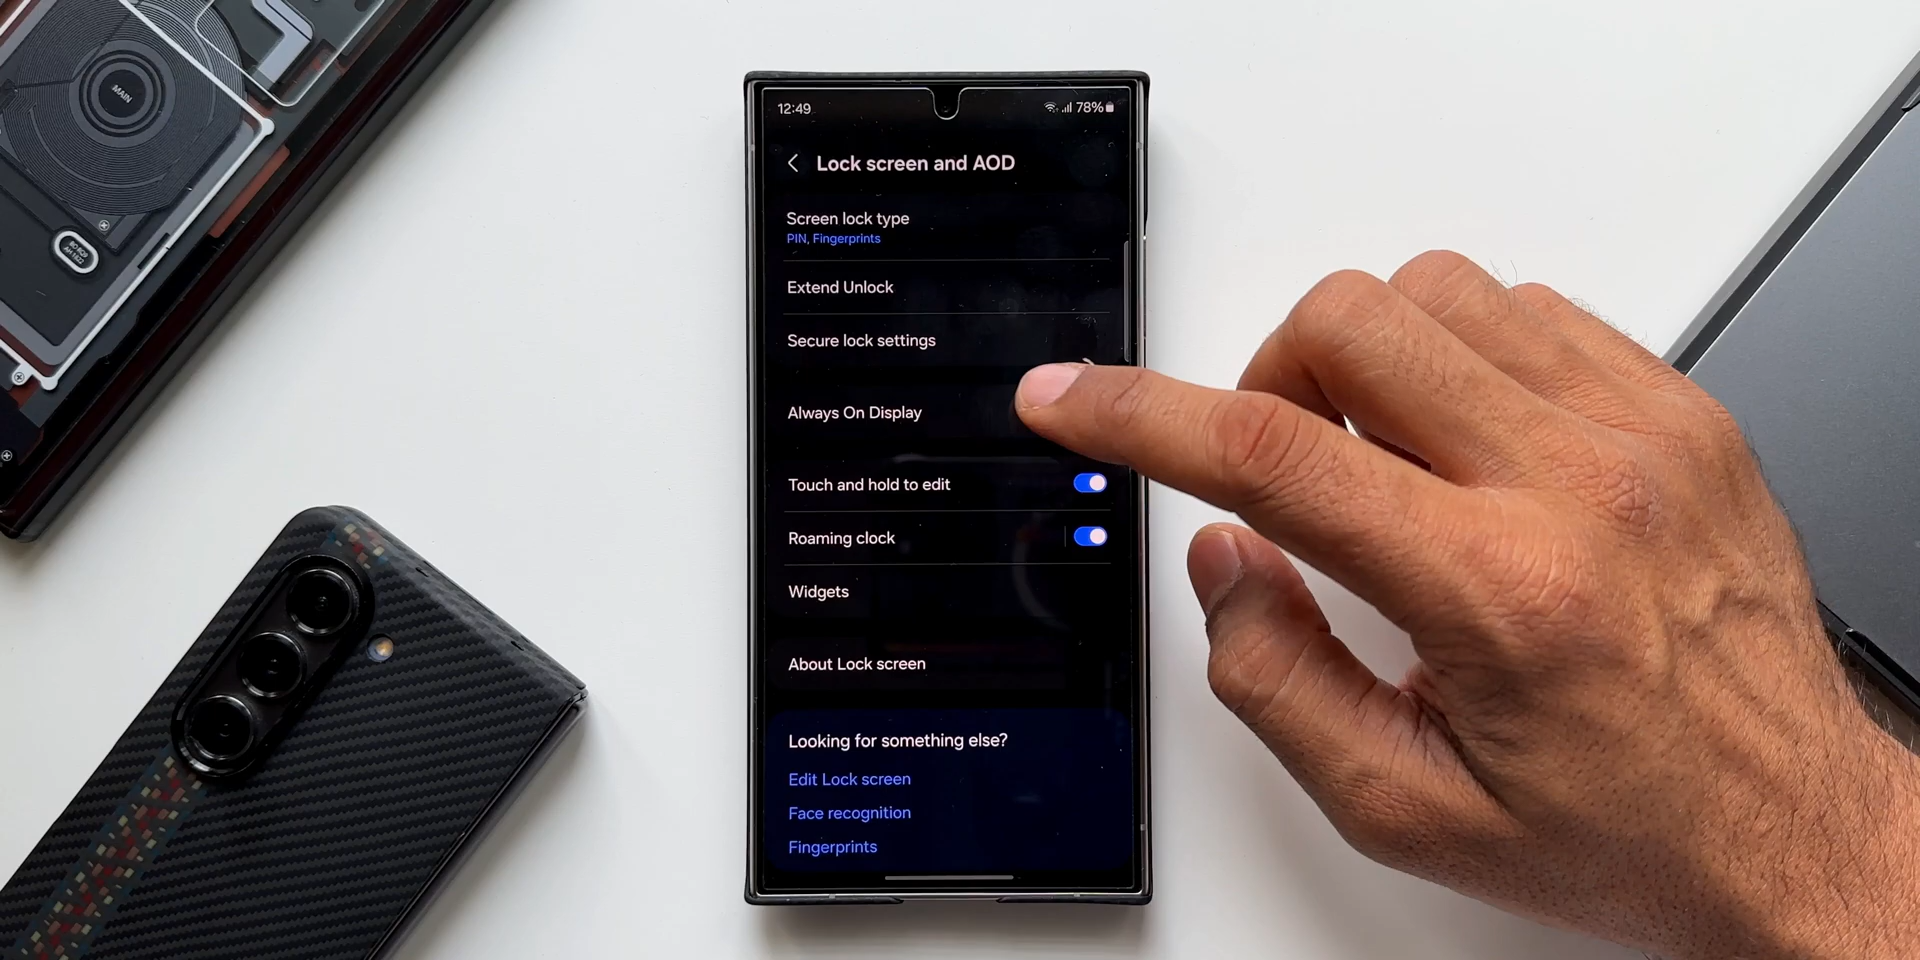 MAIN
12:49
78%
Lock screen and AOD
Screen lock type
PIN, Fingerprints
Extend Unlock
Secure lock settings
Always On Display
Touch and hold to edit
Roaming clock
Widgets
About Lock screen
Looking for something else?
Edit Lock screen
Face recognition
Fingerprints